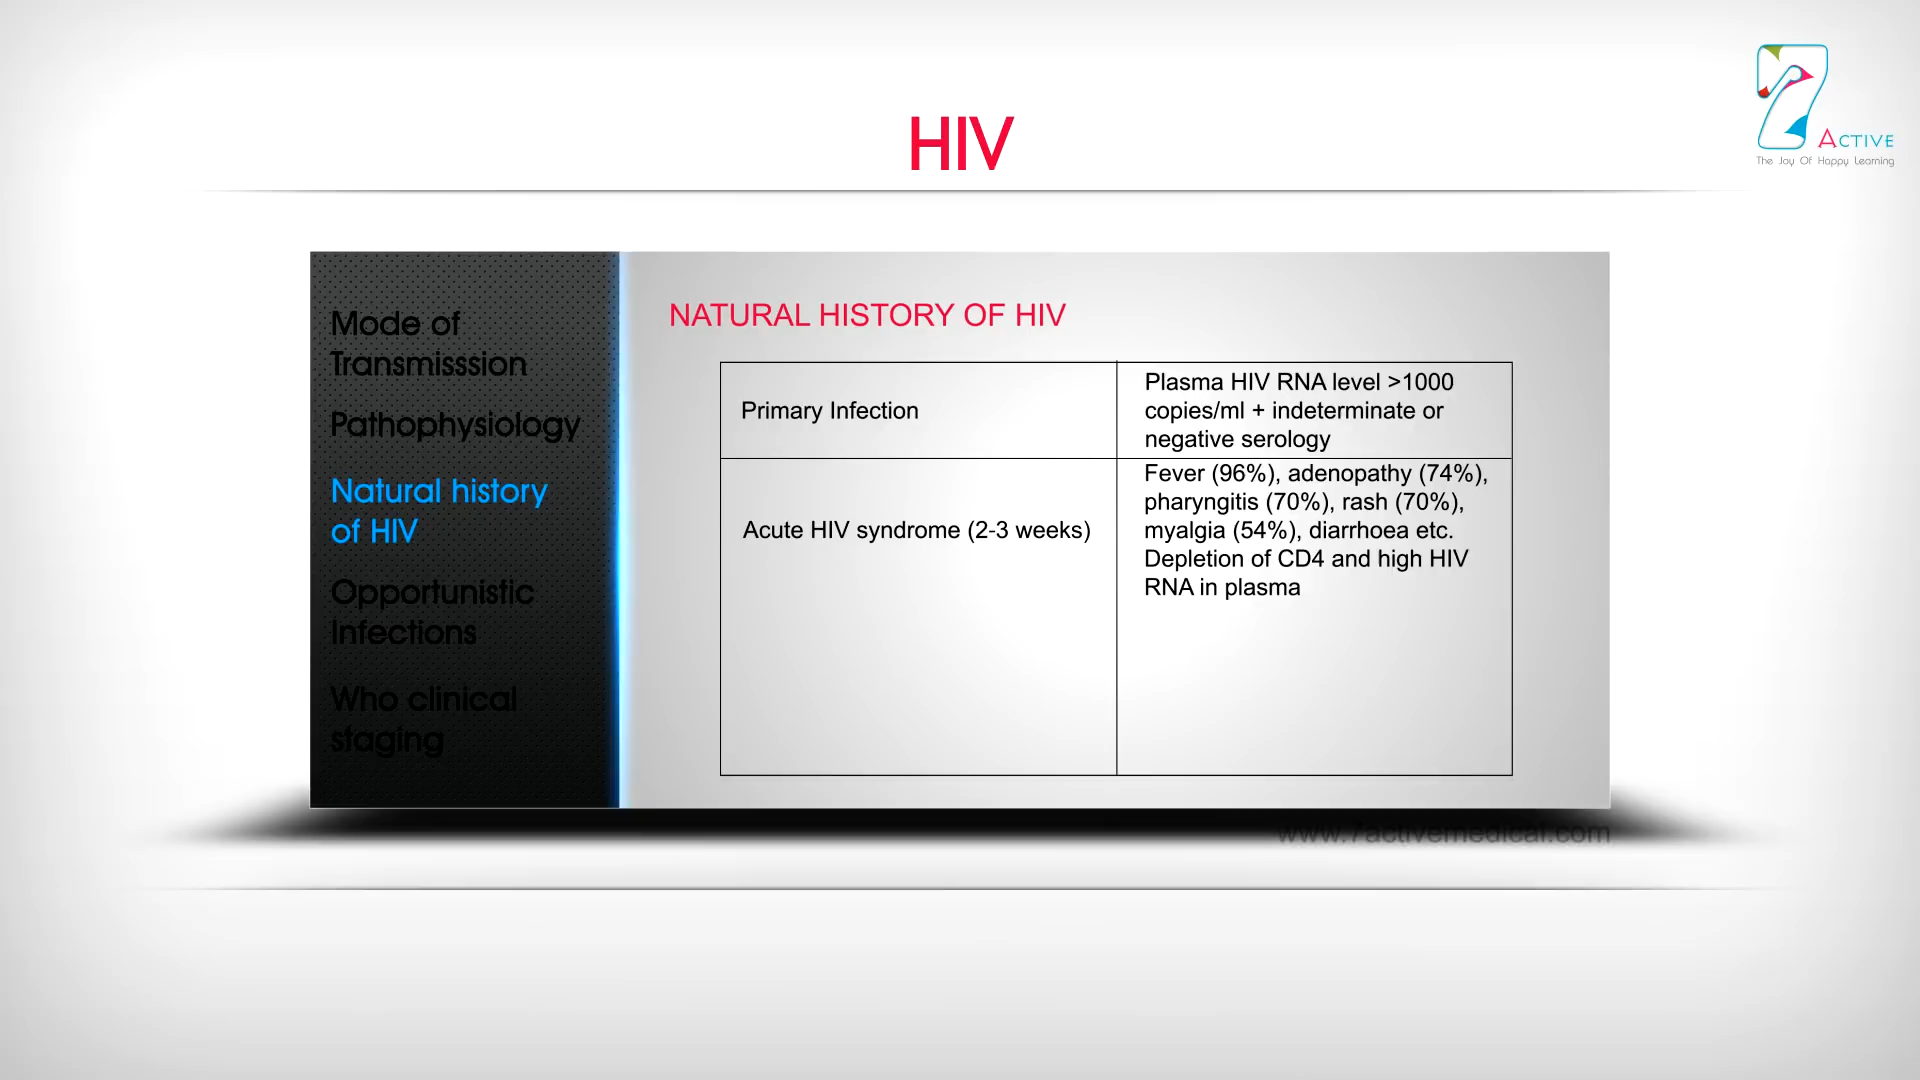 HIV
ACTIVE
The Joy Of Happy Learning
Mode of
Transmisssion
Pathophysiology
Natural history
of HIV
Opportunistic
Infections
Who clinical
staging
NATURAL HISTORY OF HIV
Primary Infection
Plasma HIV RNA level >1000
copies/ml + indeterminate or
negative serology
Acute HIV syndrome (2-3 weeks)
Fever (96%), adenopathy (74%),
pharyngitis (70%), rash (70%),
myalgia (54%), diarrhoea etc.
Depletion of CD4 and high HIV
RNA in plasma
www.7activemedical.com